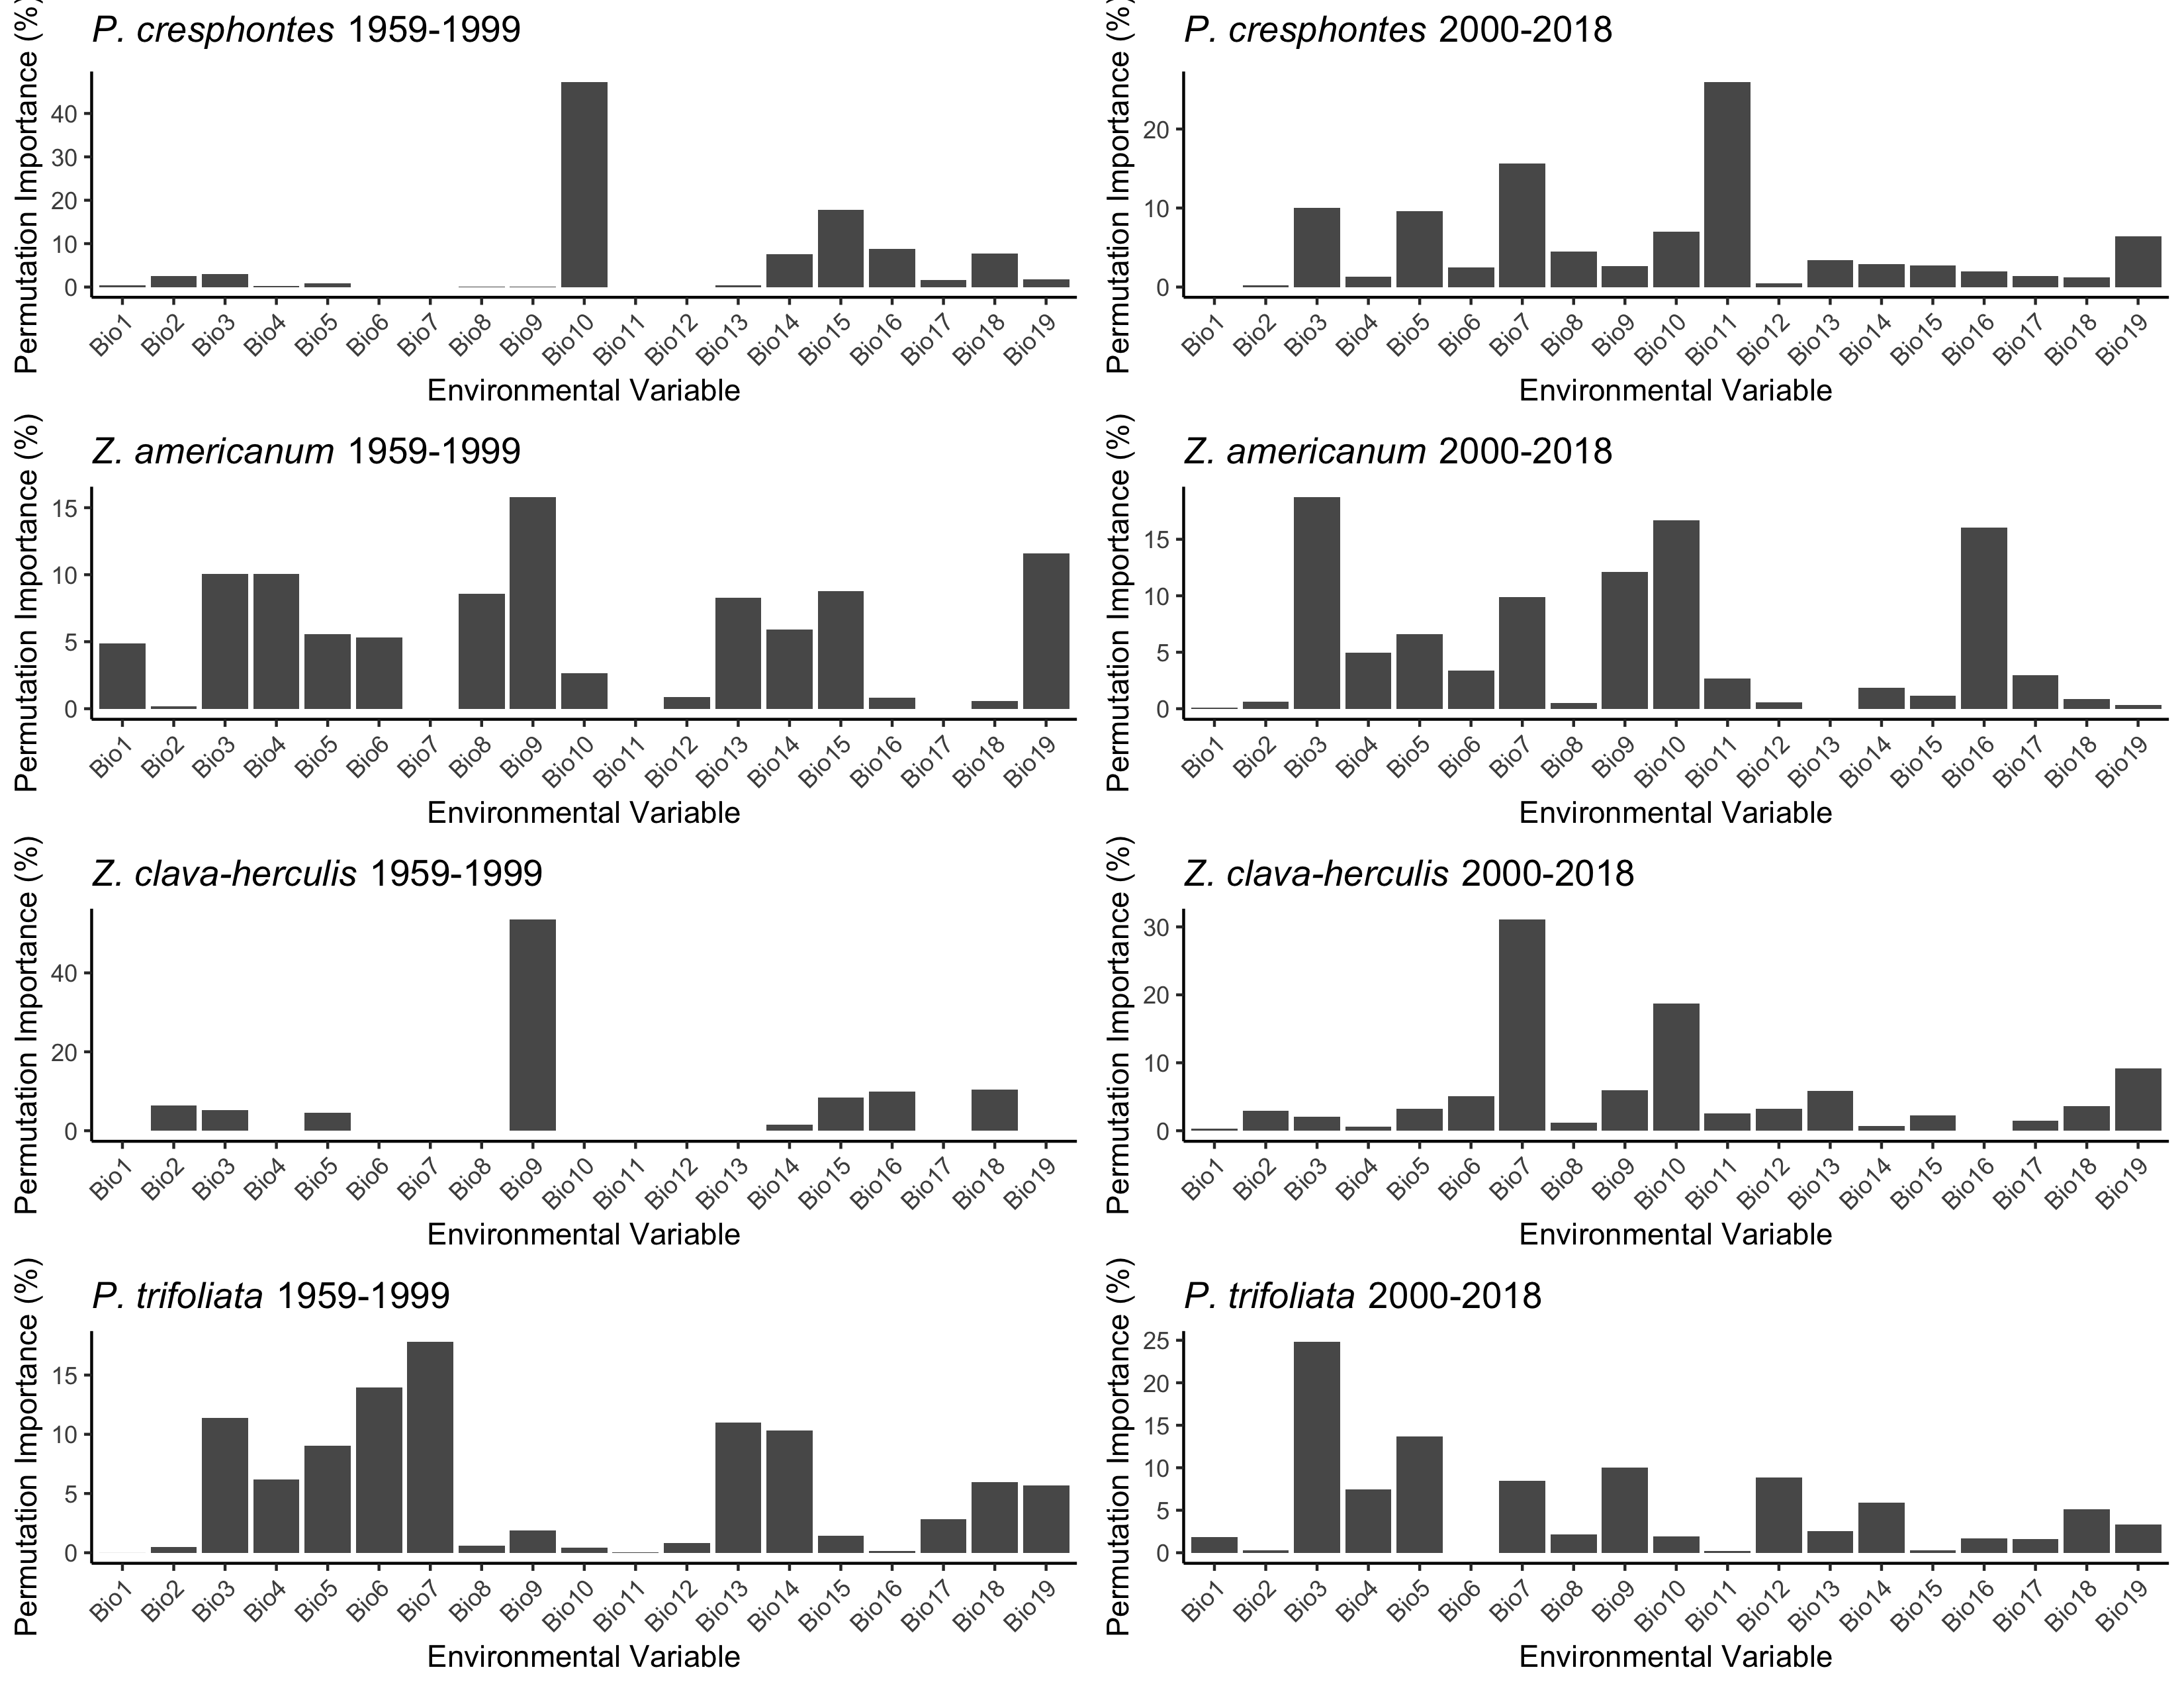 P. cresphontes 1959-1999
Permutation Importance (%)
40
30
20
10
0
Bio1 Bio2 Bio3 Bio4 Bio5 Bio6 Bio7 Bio8 Bio9 Bio10 Bio11 Bio12 Bio13 Bio14 Bio15 Bio16 Bio17 Bio18 Bio19
Environmental Variable
P. cresphontes 2000-2018
Permutation Importance (%)
20
10
0
Bio1 Bio2 Bio3 Bio4 Bio5 Bio6 Bio7 Bio8 Bio9 Bio10 Bio11 Bio12 Bio13 Bio14 Bio15 Bio16 Bio17 Bio18 Bio19
Environmental Variable
Z. americanum 1959-1999
Permutation Importance (%)
15
10
5
0
Bio1 Bio2 Bio3 Bio4 Bio5 Bio6 Bio7 Bio8 Bio9 Bio10 Bio11 Bio12 Bio13 Bio14 Bio15 Bio16 Bio17 Bio18 Bio19
Environmental Variable
Z. americanum 2000-2018
Permutation Importance (%)
15
10
5
0
Bio1 Bio2 Bio3 Bio4 Bio5 Bio6 Bio7 Bio8 Bio9 Bio10 Bio11 Bio12 Bio13 Bio14 Bio15 Bio16 Bio17 Bio18 Bio19
Environmental Variable
Z. clava-herculis 1959-1999
Permutation Importance (%)
40
20
0
Bio1 Bio2 Bio3 Bio4 Bio5 Bio6 Bio7 Bio8 Bio9 Bio10 Bio11 Bio12 Bio13 Bio14 Bio15 Bio16 Bio17 Bio18 Bio19
Environmental Variable
Z. clava-herculis 2000-2018
Permutation Importance (%)
30
20
10
0
Bio1 Bio2 Bio3 Bio4 Bio5 Bio6 Bio7 Bio8 Bio9 Bio10 Bio11 Bio12 Bio13 Bio14 Bio15 Bio16 Bio17 Bio18 Bio19
Environmental Variable
P. trifoliata 1959-1999
Permutation Importance (%)
15
10
5
0
Bio1 Bio2 Bio3 Bio4 Bio5 Bio6 Bio7 Bio8 Bio9 Bio10 Bio11 Bio12 Bio13 Bio14 Bio15 Bio16 Bio17 Bio18 Bio19
Environmental Variable
P. trifoliata 2000-2018
Permutation Importance (%)
25
20
15
10
5
0
Bio1 Bio2 Bio3 Bio4 Bio5 Bio6 Bio7 Bio8 Bio9 Bio10 Bio11 Bio12 Bio13 Bio14 Bio15 Bio16 Bio17 Bio18 Bio19
Environmental Variable